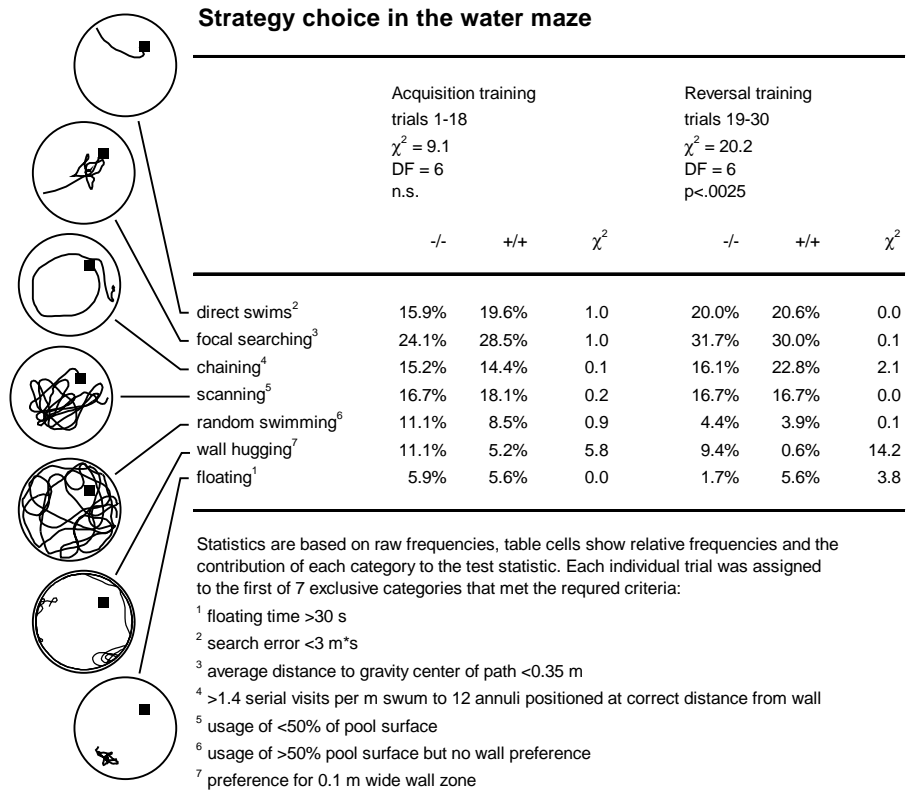 Strategy choice in the water maze
Acquisition training Reversal training
trials 1-18 trials 19-30
χ² = 9.1 χ² = 20.2
DF = 6 DF = 6
n.s. p<.0025
-/- +/+ χ² -/- +/+ χ²
direct swims² 15.9% 19.6% 1.0 20.0% 20.6% 0.0
focal searching³ 24.1% 28.5% 1.0 31.7% 30.0% 0.1
chaining⁴ 15.2% 14.4% 0.1 16.1% 22.8% 2.1
scanning⁵ 16.7% 18.1% 0.2 16.7% 16.7% 0.0
random swimming⁶ 11.1% 8.5% 0.9 4.4% 3.9% 0.1
wall hugging⁷ 11.1% 5.2% 5.8 9.4% 0.6% 14.2
floating¹ 5.9% 5.6% 0.0 1.7% 5.6% 3.8
Statistics are based on raw frequencies, table cells show relative frequencies and the
contribution of each category to the test statistic. Each individual trial was assigned
to the first of 7 exclusive categories that met the requred criteria:
¹ floating time >30 s
² search error <3 m*s
³ average distance to gravity center of path <0.35 m
⁴ >1.4 serial visits per m swum to 12 annuli positioned at correct distance from wall
⁵ usage of <50% of pool surface
⁶ usage of >50% pool surface but no wall preference
⁷ preference for 0.1 m wide wall zone